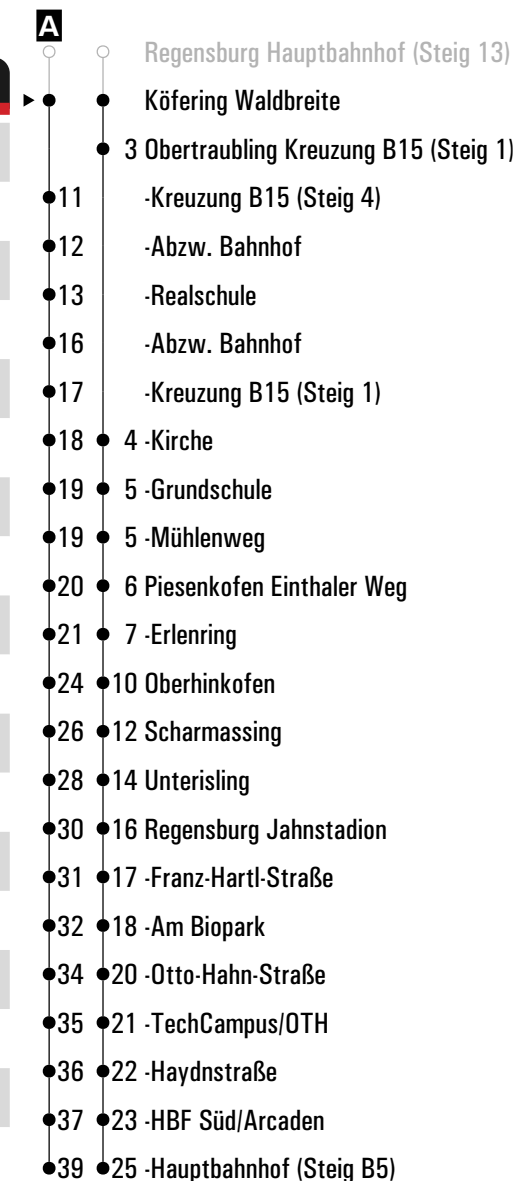 A
Regensburg Hauptbahnhof (Steig 13)
Köfering Waldbreite
3 Obertraubling Kreuzung B15 (Steig 1)
11 -Kreuzung B15 (Steig 4)
12 -Abzw. Bahnhof
13 -Realschule
16 -Abzw. Bahnhof
17 -Kreuzung B15 (Steig 1)
18 4 -Kirche
19 5 -Grundschule
19 5 -Mühlenweg
20 6 Piesenkofen Einthaler Weg
21 7 -Erlenring
24 10 Oberhinkofen
26 12 Scharmassing
28 14 Unterisling
30 16 Regensburg Jahnstadion
31 17 -Franz-Hartl-Straße
32 18 -Am Biopark
34 20 -Otto-Hahn-Straße
35 21 -TechCampus/OTH
36 22 -Haydnstraße
37 23 -HBF Süd/Arcaden
39 25 -Hauptbahnhof (Steig B5)